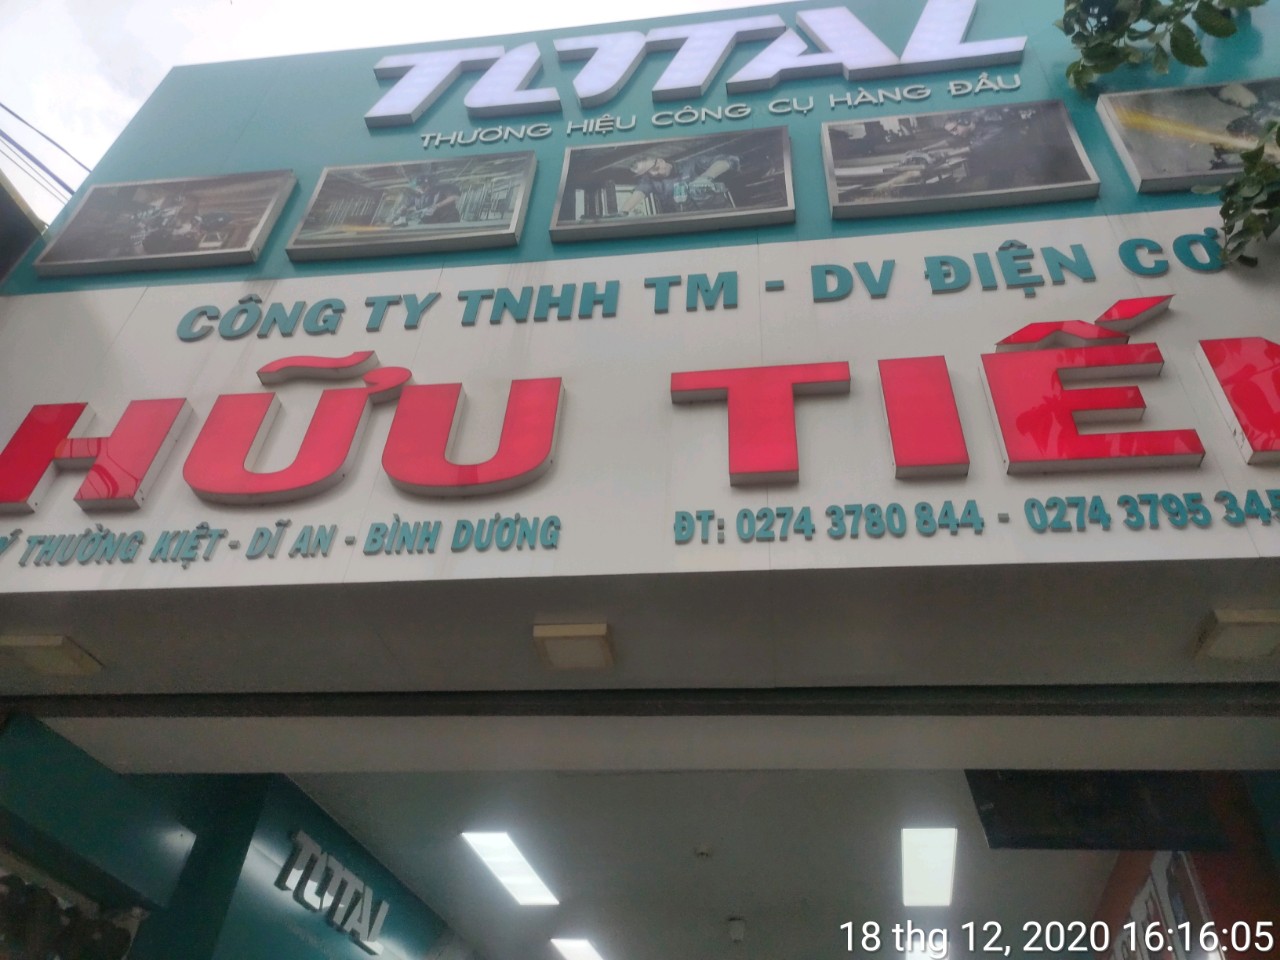 TOTAL
THƯƠNG HIỆU CÔNG CỤ HÀNG ĐẦU
CÔNG TY TNHH TM - DV ĐIỆN CƠ
HỮU TIẾN
THƯỜNG KIỆT - DĨ AN - BÌNH DƯƠNG
ĐT: 0274 3780 844 - 0274 3795 345
TOTAL
18 thg 12, 2020 16:16:05